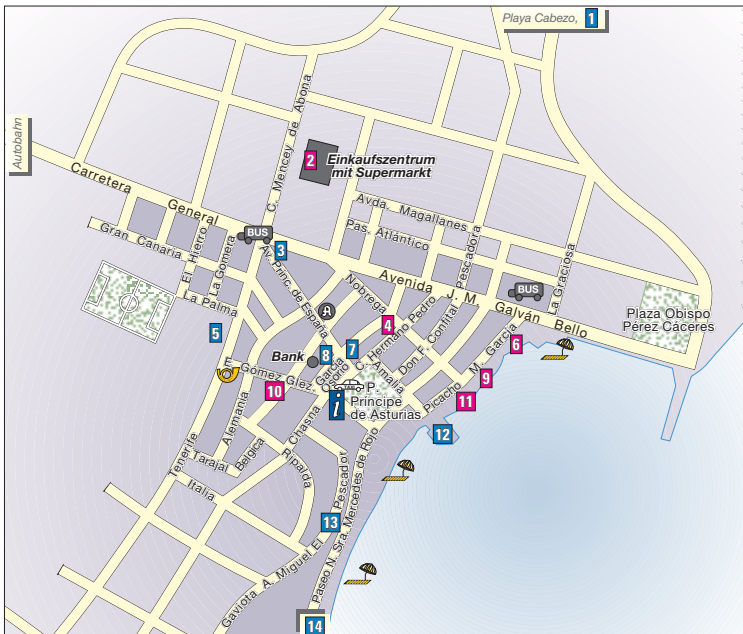 Playa Cabezo, 1
Autobahn
C. Mencey de Abona
2
Einkaufszentrum
mit Supermarkt
Carretera General
Avda. Magallanes
Pas. Atlántico
Gran Canaria
El Hierro
La Gomera
BUS
3
Av. Princ. de España
Nobrega
Pescadora
La Graciosa
BUS
Avenida J. M. Galván Bello
Plaza Obispo
Pérez Cáceres
La Palma
5
4
C. Hermano Pedro
Don F. Contital
M. García
6
Bank
8
7
García
Osorio
Amalia
9
Gómez Glez.
10
P.
Príncipe
de Asturias
i
Picacho
11
12
Alemania
Chasna
Tenerife
Tarajal
Belgica
Ripalda
Italia
Pescador
Paseo N. Sra. Mercedes de Rojo
13
Gaviota A. Miguel El
14